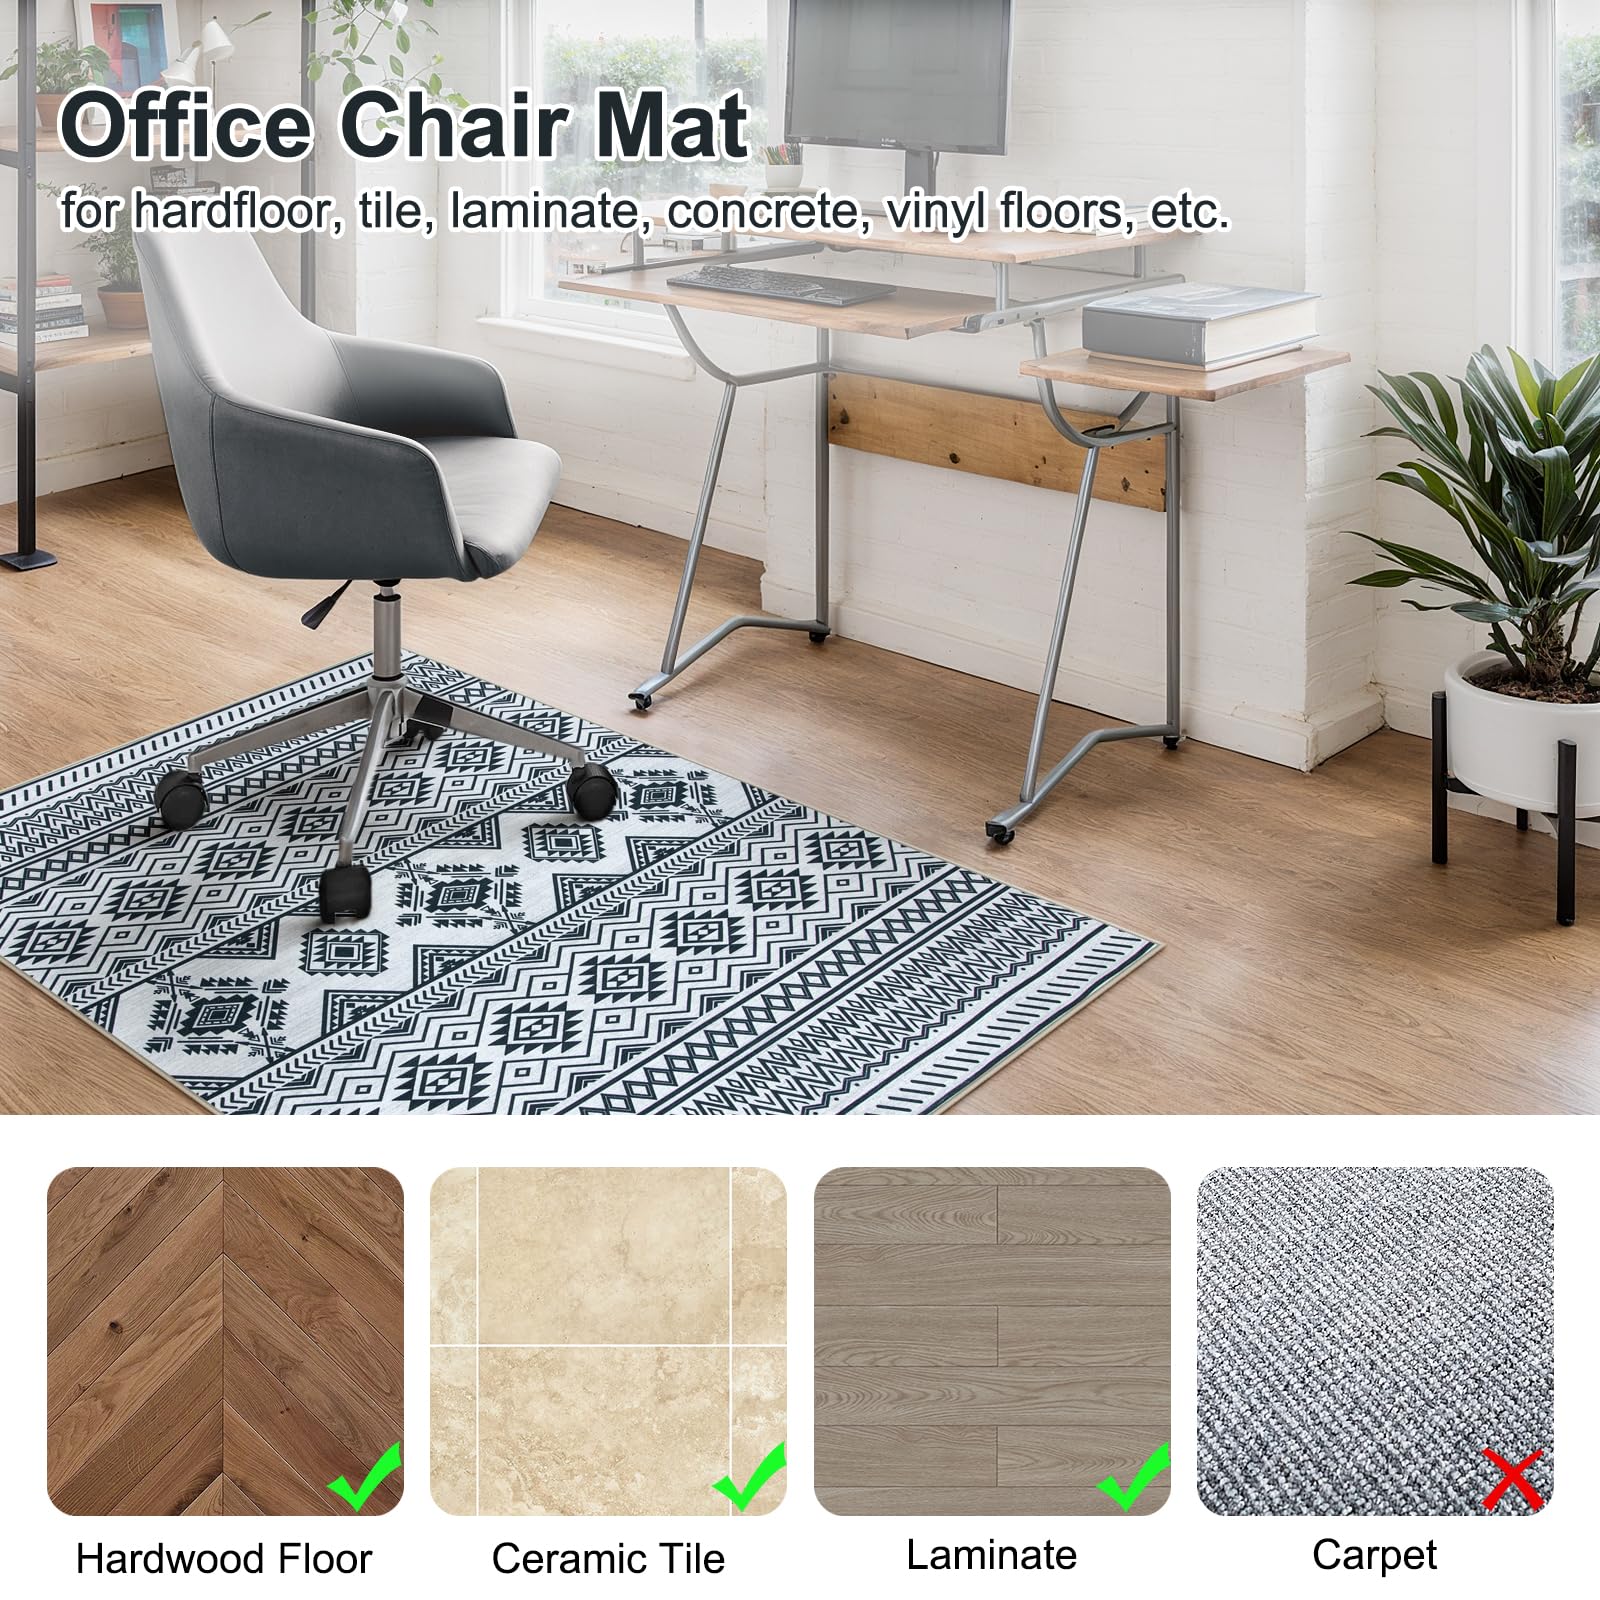 Office Chair Mat
for hardfloor, tile, laminate, concrete, vinyl floors, etc.
Hardwood Floor
Ceramic Tile
Laminate
Carpet